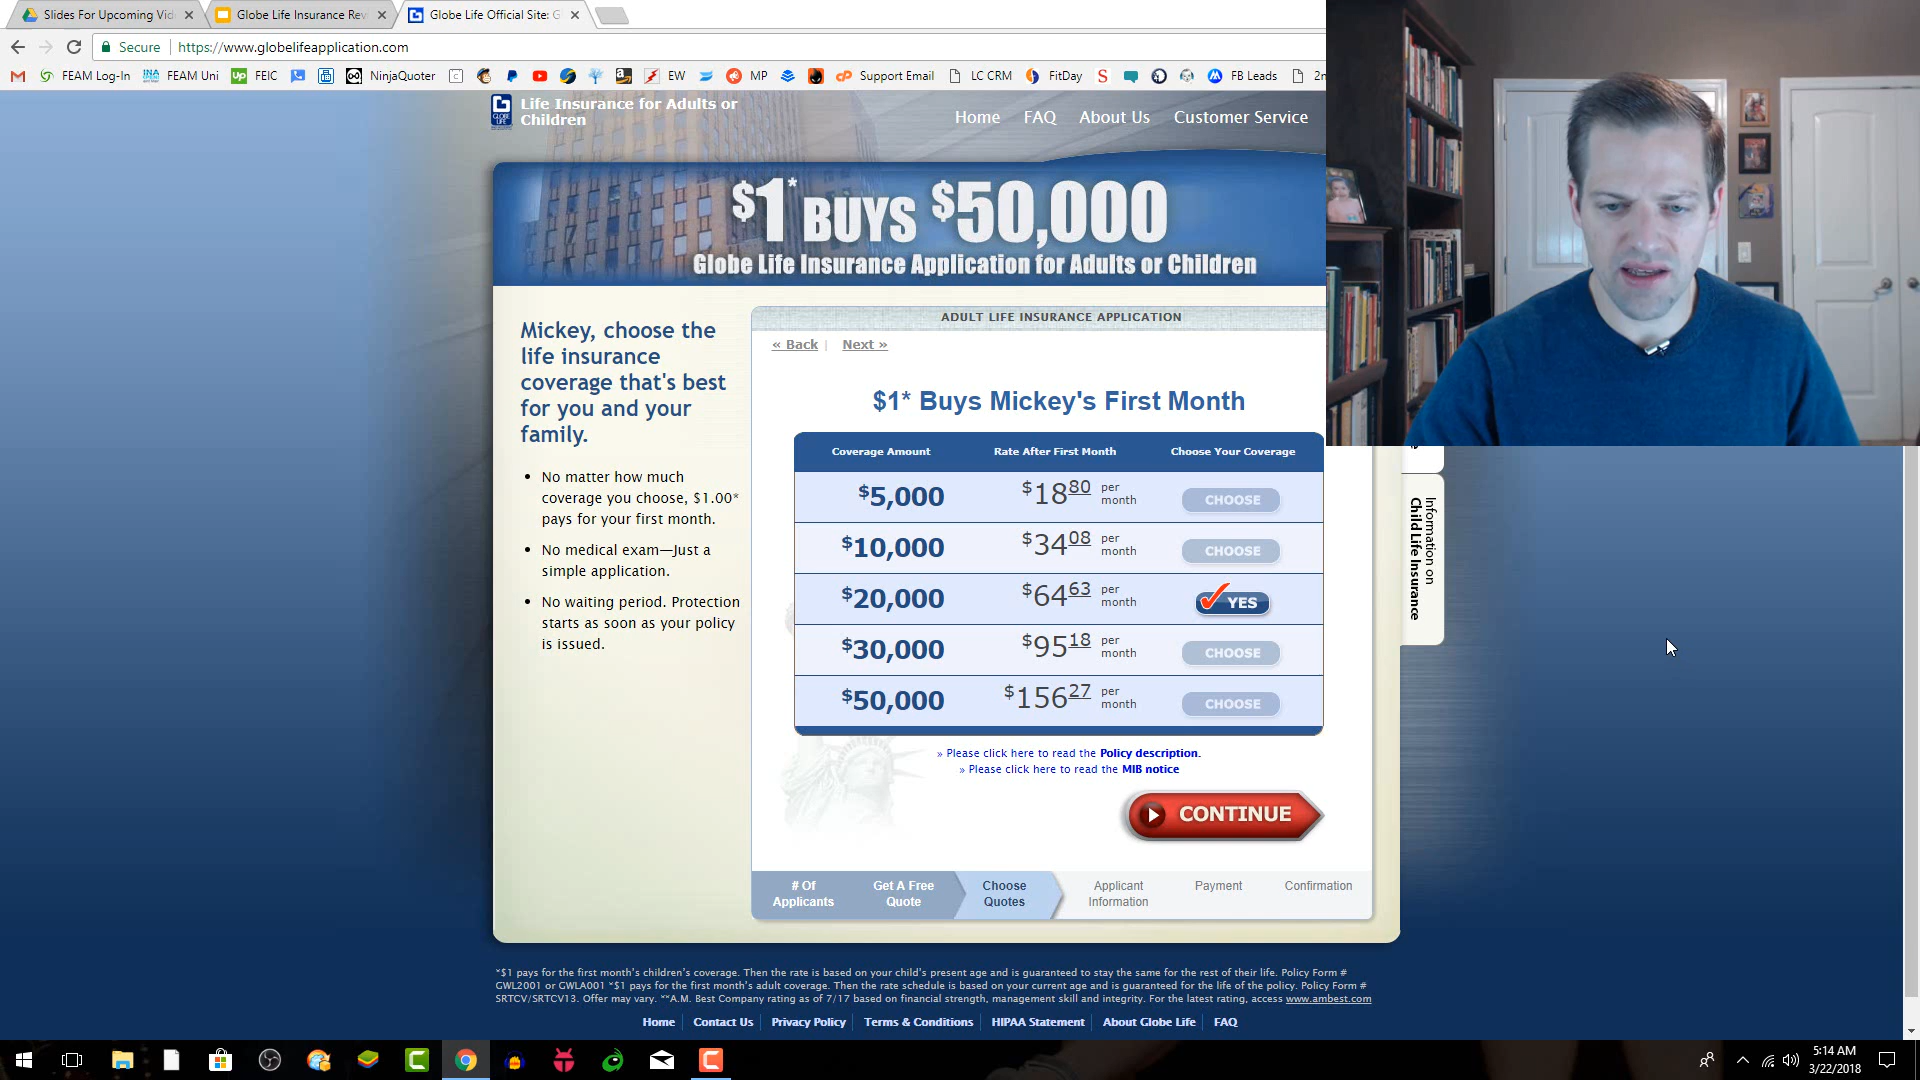 Slides For Upcoming Vid
Globe Life Insurance Rev
Globe Life Official Site: G
Secure
https://www.globelifeapplication.com
FEAM Log-In
FEAM Uni
FEIC
NinjaQuoter
EW
MP
Support Email
LC CRM
FitDay
FB Leads
Life Insurance for Adults or
Children
Home
FAQ
About Us
Customer Service
$1* BUYS $50,000
Globe Life Insurance Application for Adults or Children
Mickey, choose the
life insurance
coverage that's best
for you and your
family.
• No matter how much
coverage you choose, $1.00*
pays for your first month.
• No medical exam—Just a
simple application.
• No waiting period. Protection
starts as soon as your policy
is issued.
ADULT LIFE INSURANCE APPLICATION
« Back | Next »
$1* Buys Mickey's First Month
Coverage Amount Rate After First Month Choose Your Coverage
$5,000 $18.80 per month CHOOSE
$10,000 $34.08 per month CHOOSE
$20,000 $64.63 per month YES
$30,000 $95.18 per month CHOOSE
$50,000 $156.27 per month CHOOSE
» Please click here to read the Policy description.
» Please click here to read the MIB notice
CONTINUE
# Of
Applicants
Get A Free
Quote
Choose
Quotes
Applicant
Information
Payment
Confirmation
Information on
Child Life Insurance
*$1 pays for the first month's children's coverage. Then the rate is based on your child's present age and is guaranteed to stay the same for the rest of their life. Policy Form #
GWL2001 or GWLA001 *$1 pays for the first month's adult coverage. Then the rate schedule is based on your current age and is guaranteed for the life of the policy. Policy Form #
SRTCV/SRTCV13. Offer may vary. **A.M. Best Company rating as of 7/17 based on financial strength, management skill and integrity. For the latest rating, access www.ambest.com
Home
Contact Us
Privacy Policy
Terms & Conditions
HIPAA Statement
About Globe Life
FAQ
5:14 AM
3/22/2018